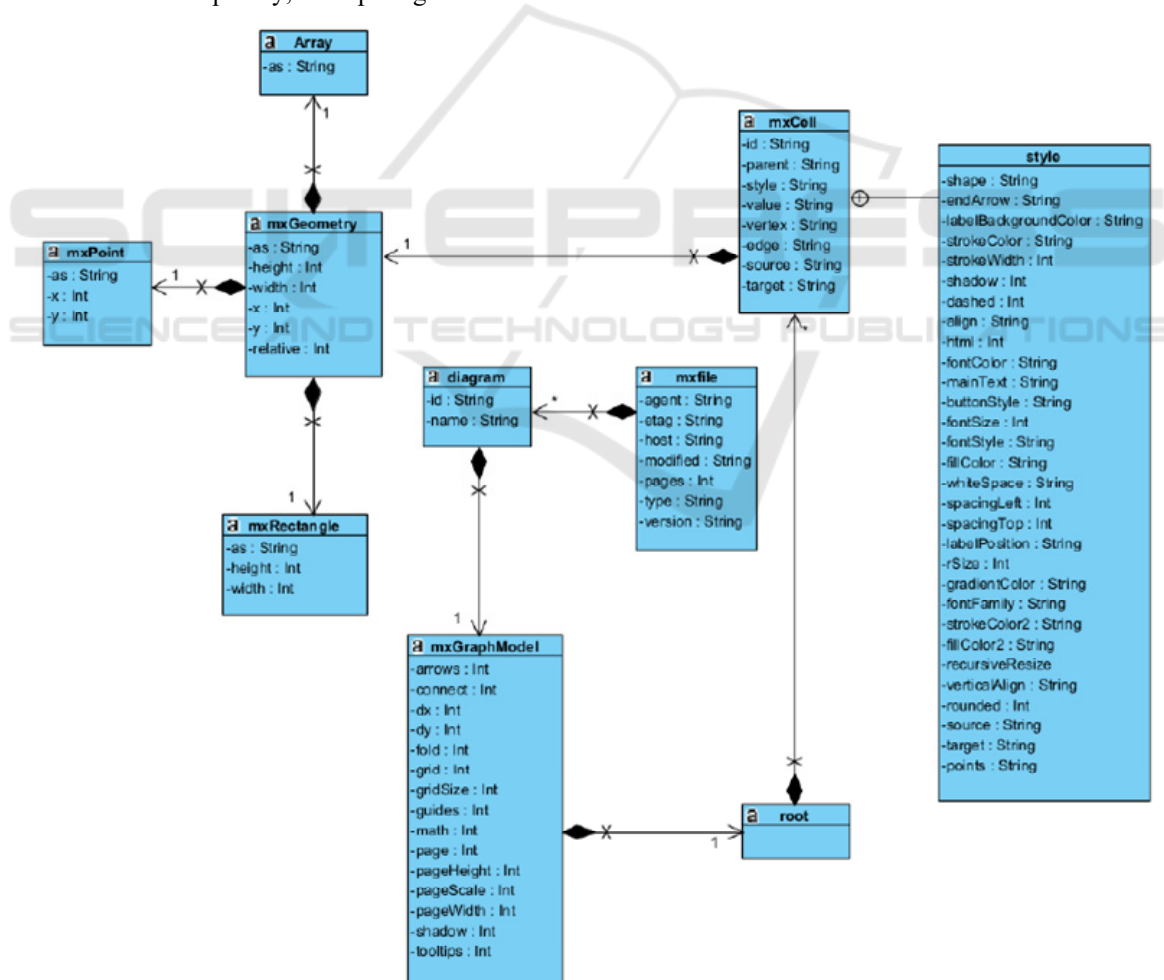 Array
-as : String
1
mxCell
-id : String
-parent : String
-style : String
-value : String
-vertex : String
-edge : String
-source : String
-target : String
style
-shape : String
-endArrow : String
-labelBackgroundColor : String
-strokeColor : String
-strokeWidth : Int
-shadow : Int
-dashed : Int
-align : String
-html : Int
-fontColor : String
-mainText : String
-buttonStyle : String
-fontSize : Int
-fontStyle : String
-fillColor : String
-whiteSpace : String
-spacingLeft : Int
-spacingTop : Int
-labelPosition : String
-rSize : Int
-gradientColor : String
-fontFamily : String
-strokeColor2 : String
-fillColor2 : String
-recursiveResize
-verticalAlign : String
-rounded : Int
-source : String
-target : String
-points : String
SCITEPRESS
SCIENCE AND TECHNOLOGY PUBLICATIONS
mxGeometry
-as : String
-height : Int
-width : Int
-x : Int
-y : Int
-relative : Int
1
mxPoint
-as : String
-x : Int
-y : Int
1
*
diagram
-id : String
-name : String
*
mxfile
-agent : String
-etag : String
-host : String
-modified : String
-pages : Int
-type : String
-version : String
1
mxRectangle
-as : String
-height : Int
-width : Int
1
mxGraphModel
-arrows : Int
-connect : Int
-dx : Int
-dy : Int
-fold : Int
-grid : Int
-gridSize : Int
-guides : Int
-math : Int
-page : Int
-pageHeight : Int
-pageScale : Int
-pageWidth : Int
-shadow : Int
-tooltips : Int
1
root